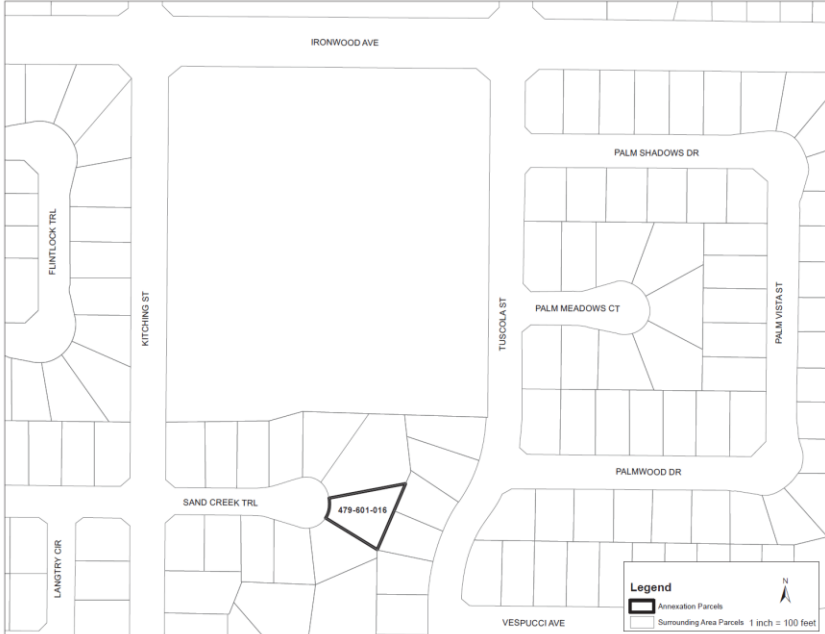 IRONWOOD AVE
PALM SHADOWS DR
FLINTLOCK TRL
KITCHING ST
TUSCOLA ST
PALM MEADOWS CT
PALM VISTA ST
PALMWOOD DR
SAND CREEK TRL
479-601-016
LANGTRY CIR
VESPUCCI AVE
Legend
N
Annexation Parcels
Surrounding Area Parcels 1 inch = 100 feet